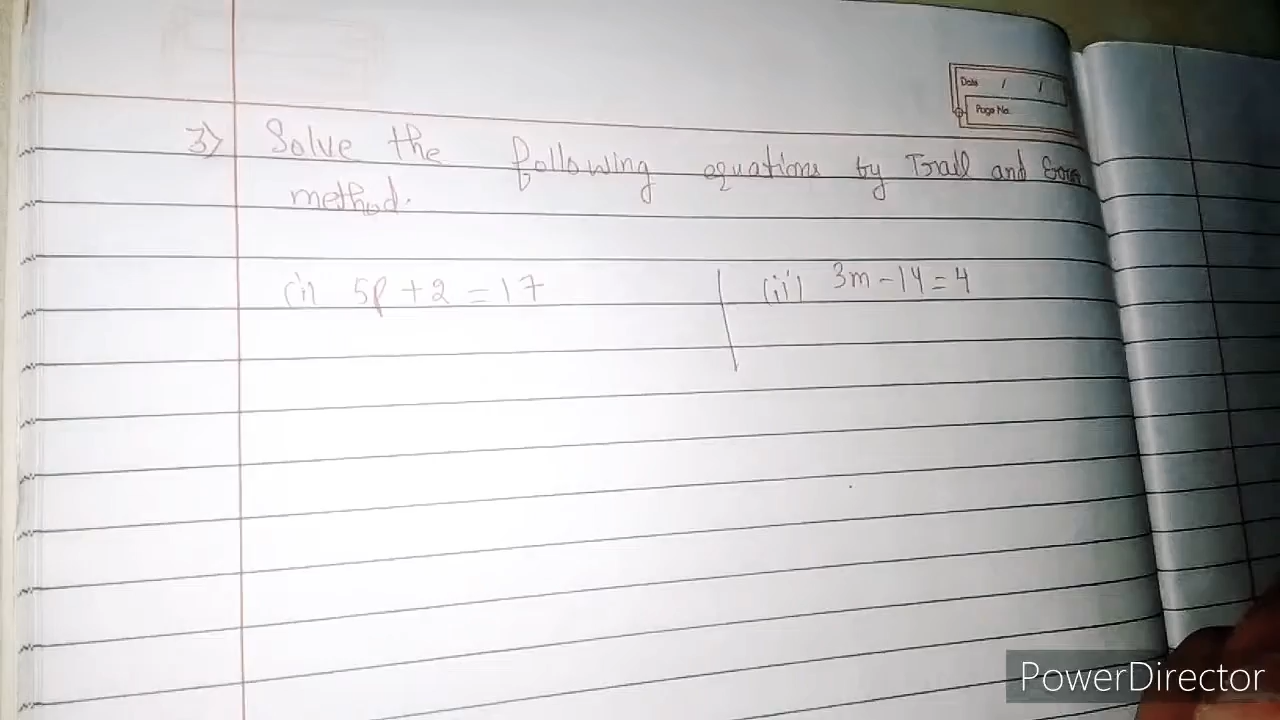 Date / /
Page No.
3) Solve the following equations by Trail and Error
method.
(i) 5p + 2 = 17
(ii) 3m - 14 = 4
PowerDirector